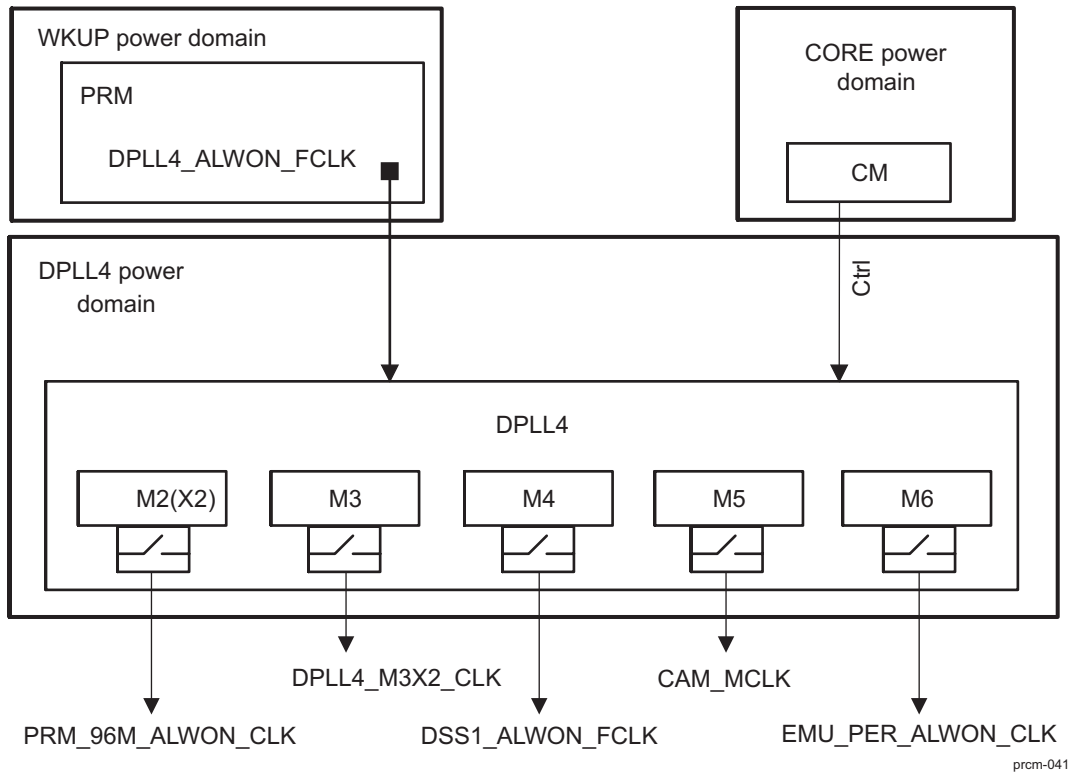 WKUP power domain
PRM
DPLL4_ALWON_FCLK
CORE power
domain
CM
DPLL4 power
domain
Ctrl
DPLL4
M2(X2)
M3
M4
M5
M6
DPLL4_M3X2_CLK
CAM_MCLK
PRM_96M_ALWON_CLK
DSS1_ALWON_FCLK
EMU_PER_ALWON_CLK
prcm-041